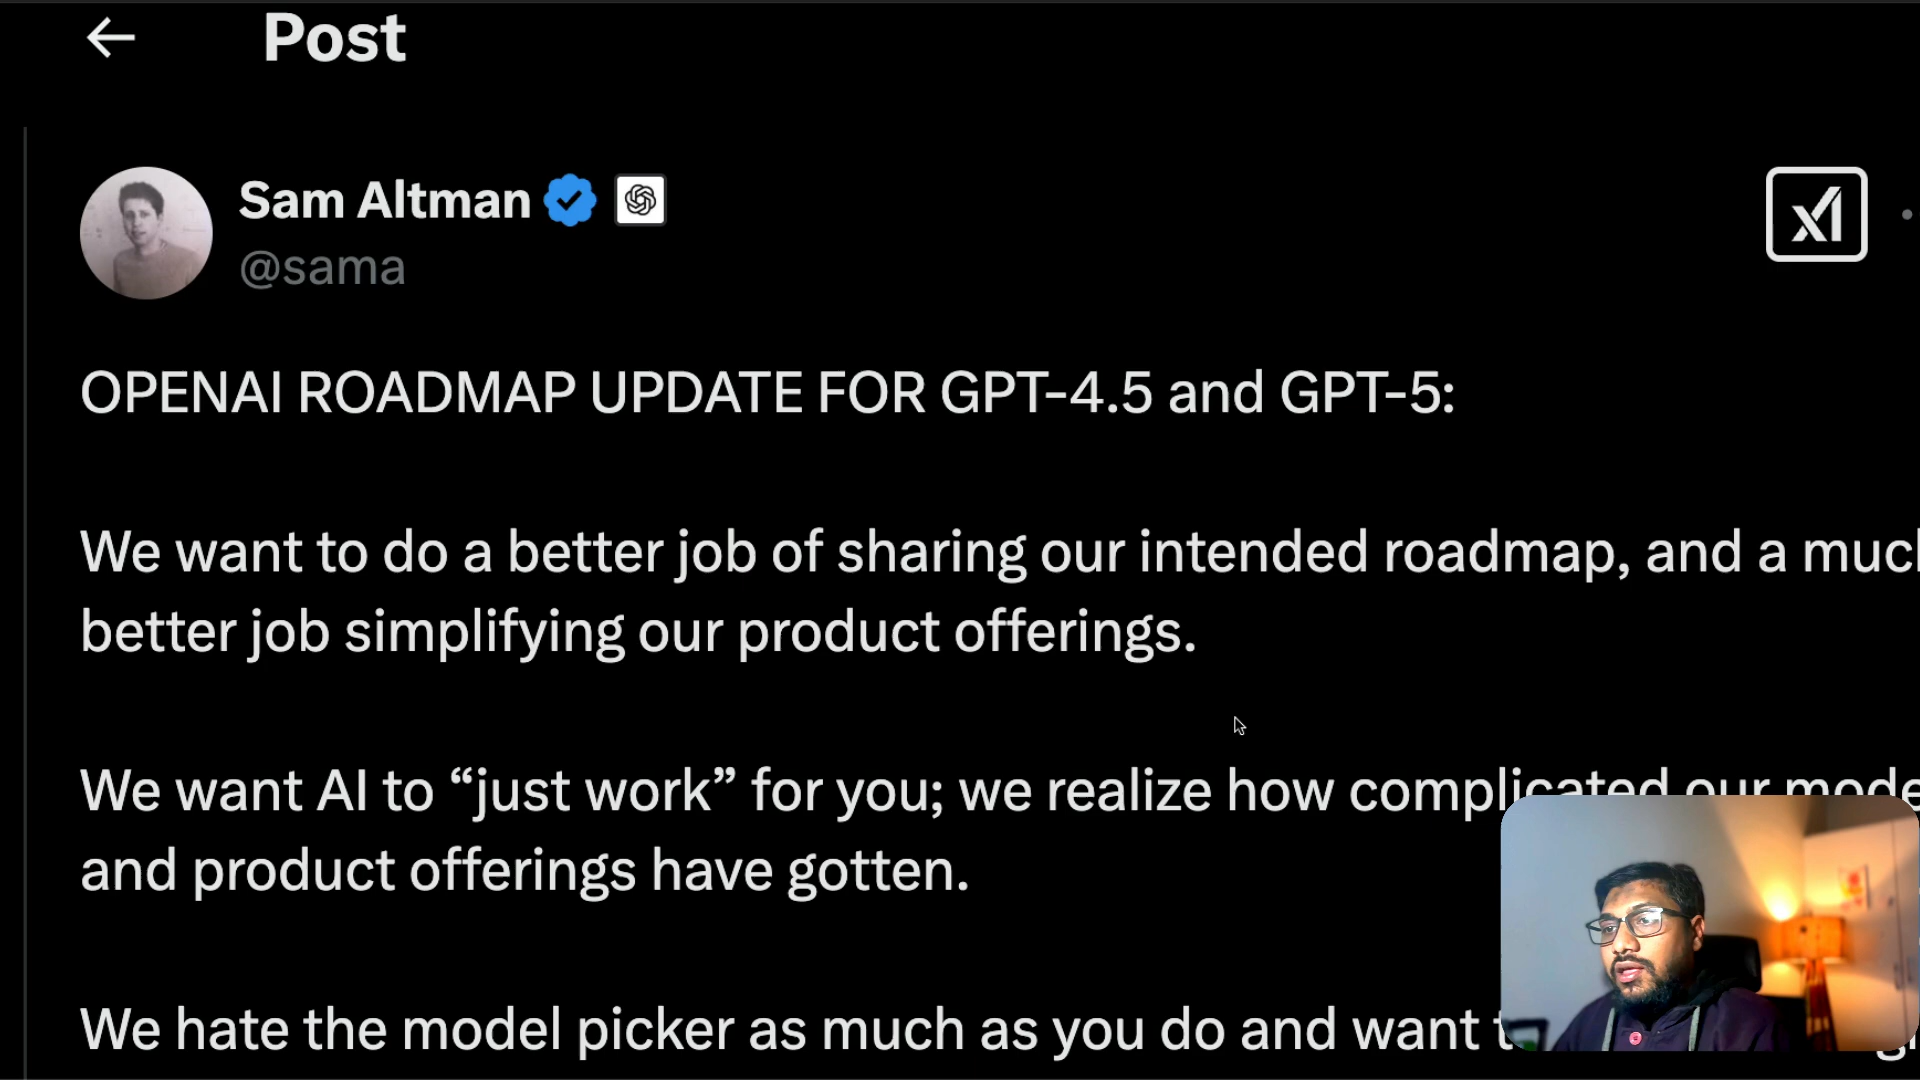 Post
Sam Altman
@sama
OPENAI ROADMAP UPDATE FOR GPT-4.5 and GPT-5:
We want to do a better job of sharing our intended roadmap, and a much
better job simplifying our product offerings.
We want AI to “just work” for you; we realize how complicated our
and product offerings have gotten.
We hate the model picker as much as you do and want